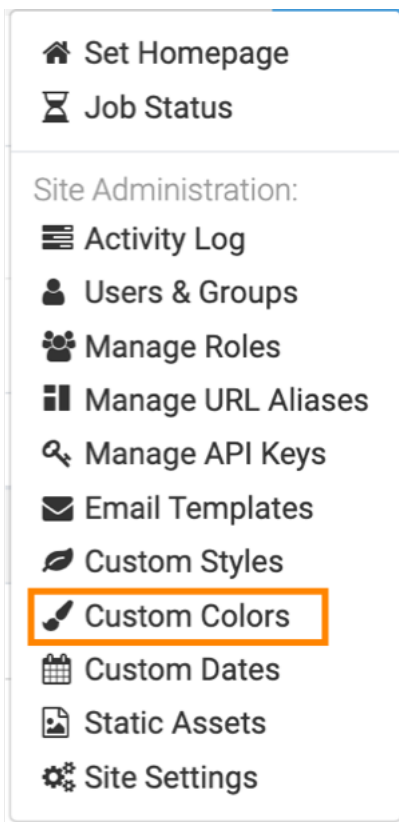 Set Homepage
Job Status
Site Administration:
Activity Log
Users & Groups
Manage Roles
Manage URL Aliases
Manage API Keys
Email Templates
Custom Styles
Custom Colors
Custom Dates
Static Assets
Site Settings